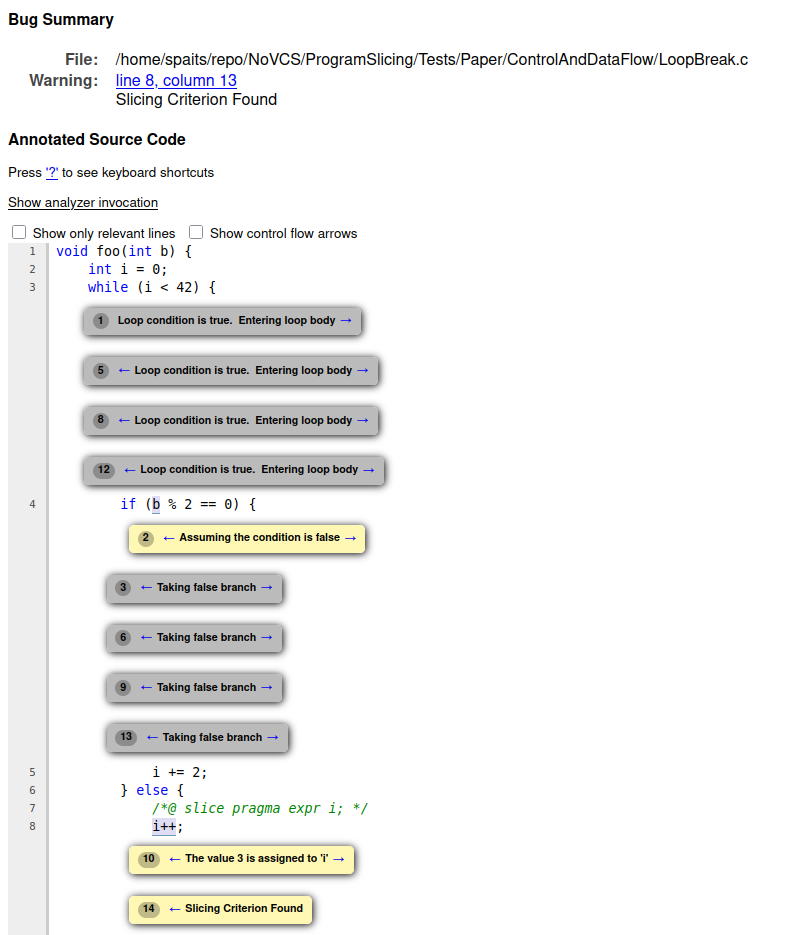 Bug Summary
File: /home/spaits/repo/NoVCS/ProgramSlicing/Tests/Paper/ControlAndDataFlow/LoopBreak.c
Warning: line 8, column 13
Slicing Criterion Found
Annotated Source Code
Press '?' to see keyboard shortcuts
Show analyzer invocation
Show only relevant lines Show control flow arrows
1 void foo(int b) {
2 int i = 0;
3 while (i < 42) {
1 Loop condition is true. Entering loop body →
5 ← Loop condition is true. Entering loop body →
8 ← Loop condition is true. Entering loop body →
12 ← Loop condition is true. Entering loop body →
4 if (b % 2 == 0) {
2 ← Assuming the condition is false →
3 ← Taking false branch →
6 ← Taking false branch →
9 ← Taking false branch →
13 ← Taking false branch →
5 i += 2;
6 } else {
7 /*@ slice pragma expr i; */
8 i++;
10 ← The value 3 is assigned to 'i' →
14 ← Slicing Criterion Found